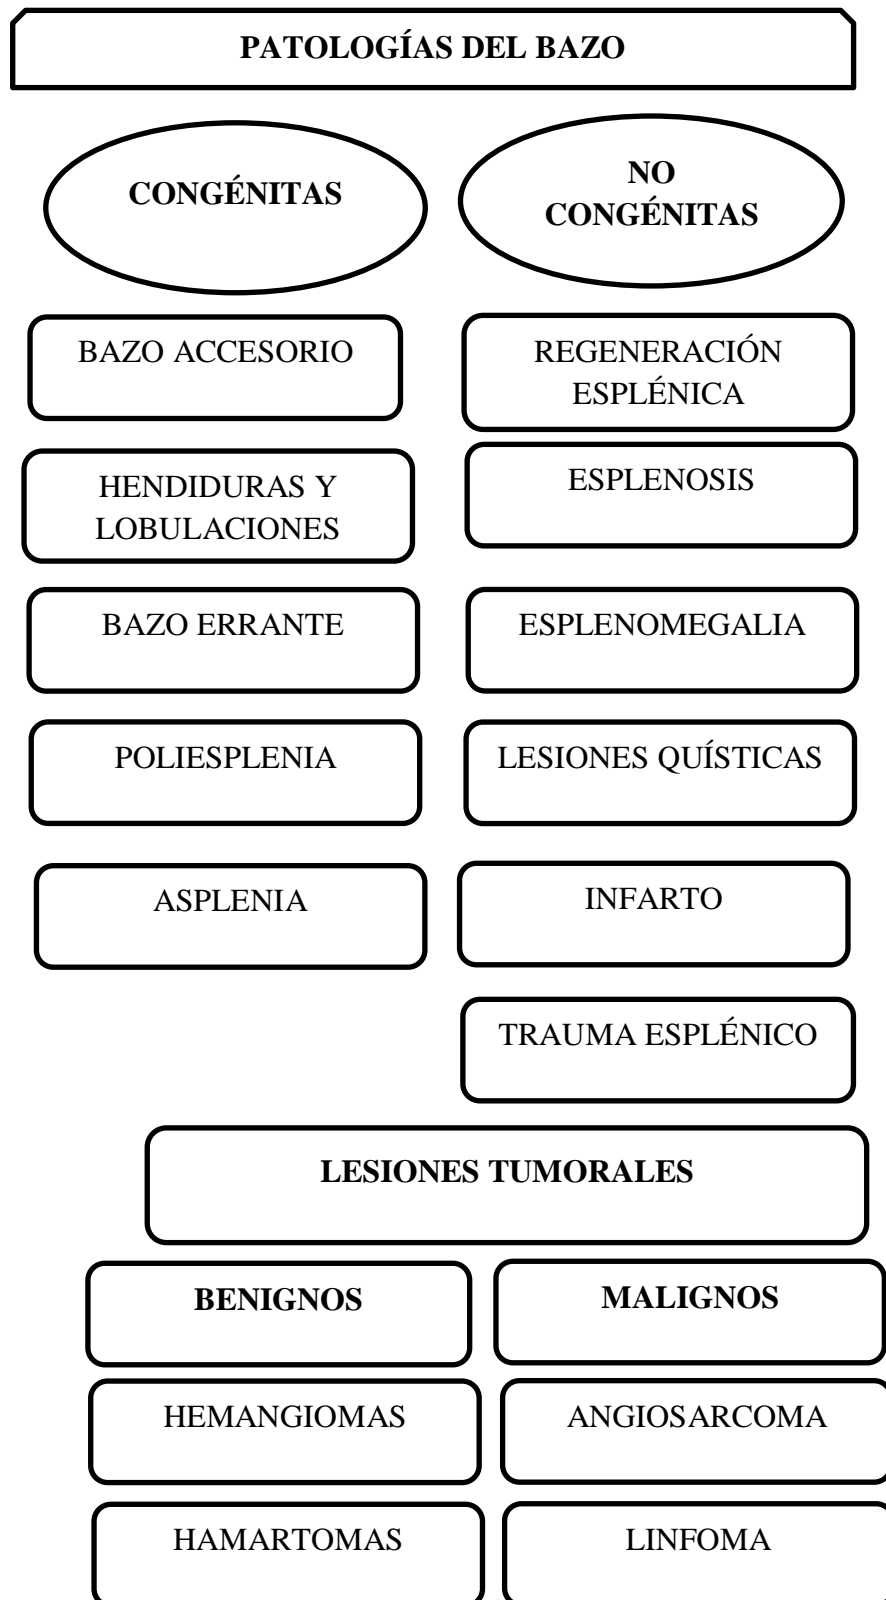 PATOLOGÍAS DEL BAZO
CONGÉNITAS
NO
CONGÉNITAS
BAZO ACCESORIO
REGENERACIÓN
ESPLÉNICA
HENDIDURAS Y
LOBULACIONES
ESPLENOSIS
BAZO ERRANTE
ESPLENOMEGALIA
POLIESPLENIA
LESIONES QUÍSTICAS
ASPLENIA
INFARTO
TRAUMA ESPLÉNICO
LESIONES TUMORALES
BENIGNOS
MALIGNOS
HEMANGIOMAS
ANGIOSARCOMA
HAMARTOMAS
LINFOMA